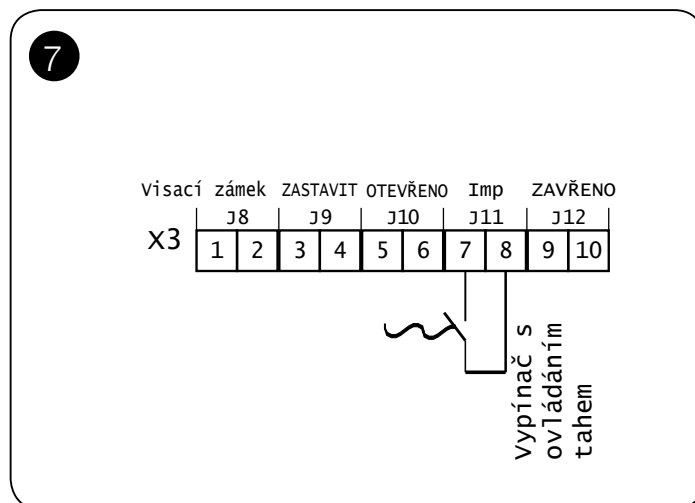 7
Visací zámek ZASTAVIT OTEVŘENO Imp ZAVŘENO
J8 J9 J10 J11 J12
X3 1 2 3 4 5 6 7 8 9 10
Vypínač s
ovládáním
tahem